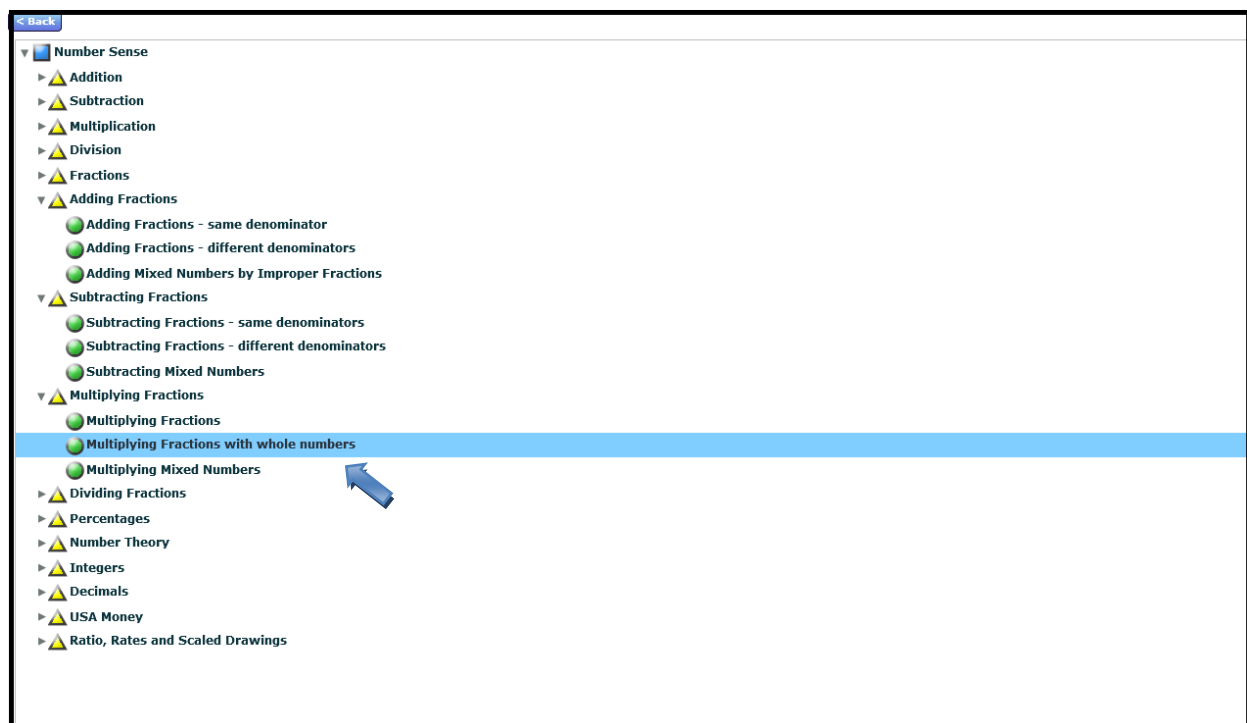 < Back
Number Sense
Addition
Subtraction
Multiplication
Division
Fractions
Adding Fractions
Adding Fractions - same denominator
Adding Fractions - different denominators
Adding Mixed Numbers by Improper Fractions
Subtracting Fractions
Subtracting Fractions - same denominators
Subtracting Fractions - different denominators
Subtracting Mixed Numbers
Multiplying Fractions
Multiplying Fractions
Multiplying Fractions with whole numbers
Multiplying Mixed Numbers
Dividing Fractions
Percentages
Number Theory
Integers
Decimals
USA Money
Ratio, Rates and Scaled Drawings